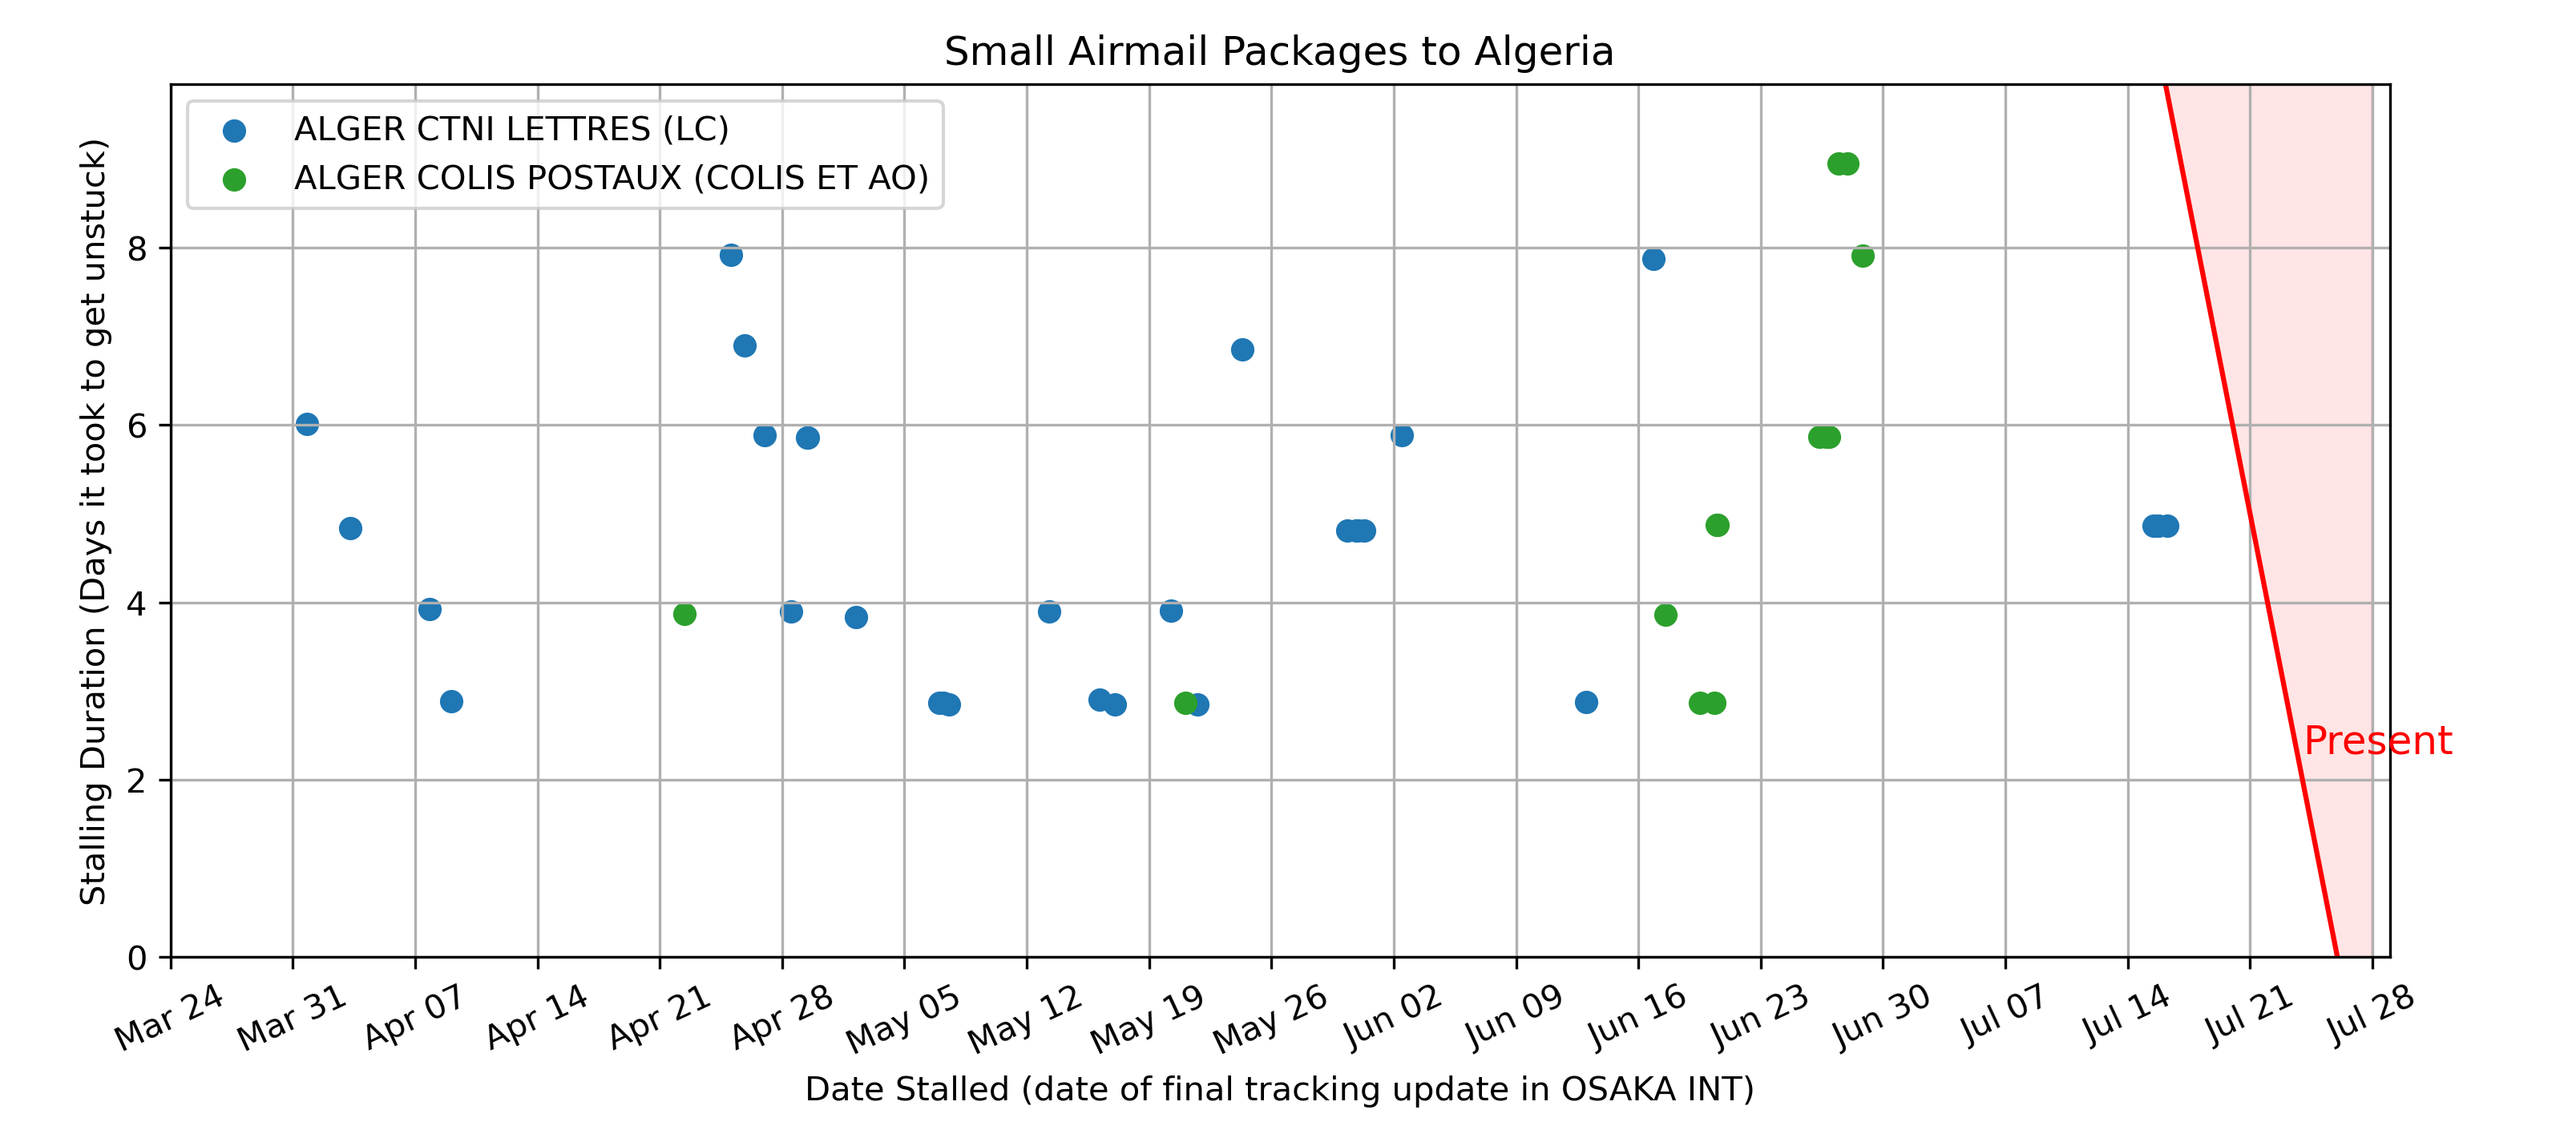 Small Airmail Packages to Algeria
ALGER CTNI LETTRES (LC)
ALGER COLIS POSTAUX (COLIS ET AO)
Stalling Duration (Days it took to get unstuck)
8
6
4
2
0
Present
Mar 24
Mar 31
Apr 07
Apr 14
Apr 21
Apr 28
May 05
May 12
May 19
May 26
Jun 02
Jun 09
Jun 16
Jun 23
Jun 30
Jul 07
Jul 14
Jul 21
Jul 28
Date Stalled (date of final tracking update in OSAKA INT)